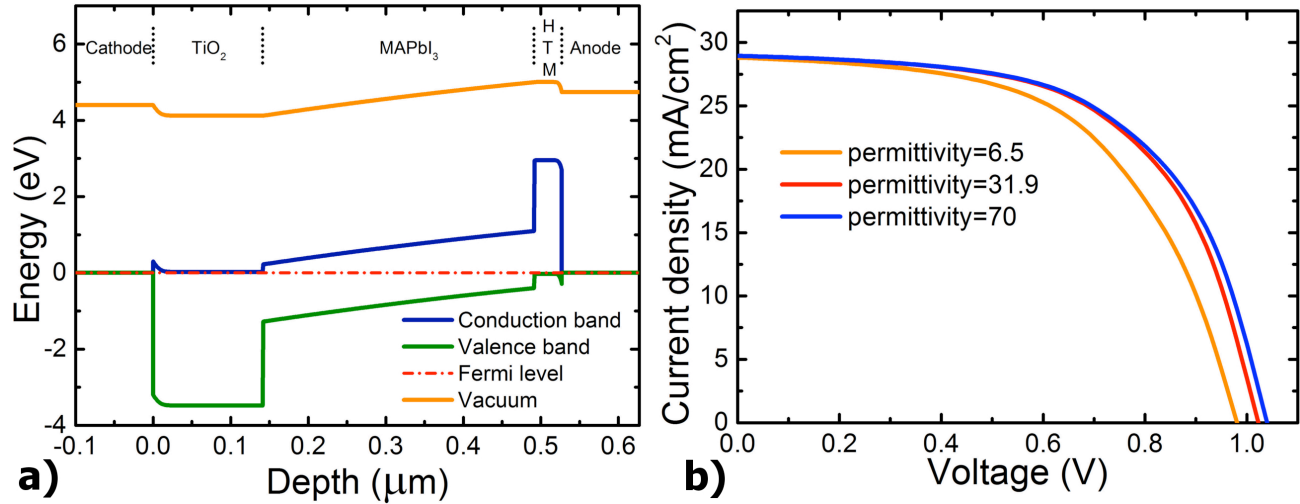 6
4
2
0
-2
-4
Energy (eV)
Cathode
TiO2
MAPbI3
H
T
M
Anode
Conduction band
Valence band
Fermi level
Vacuum
-0.1
0.0
0.1
0.2
0.3
0.4
0.5
0.6
Depth (μm)
a)
30
25
20
15
10
5
0
Current density (mA/cm2)
permittivity=6.5
permittivity=31.9
permittivity=70
0.0
0.2
0.4
0.6
0.8
1.0
Voltage (V)
b)